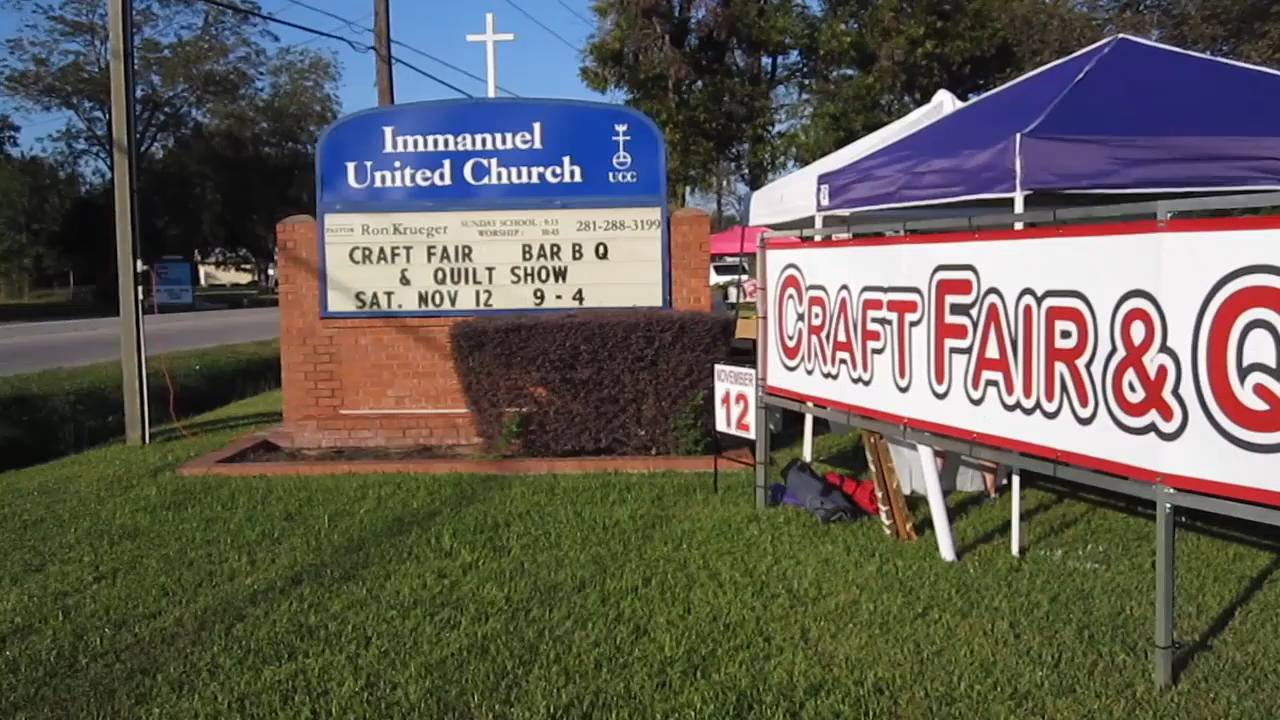 Immanuel
United Church
UCC
PASTOR Ron Krueger SUNDAY SCHOOL: 9:15 281-288-3199
WORSHIP: 10:45
CRAFT FAIR BAR B Q
& QUILT SHOW
SAT. NOV 12 9-4
NOVEMBER
12
CRAFT FAIR & Q